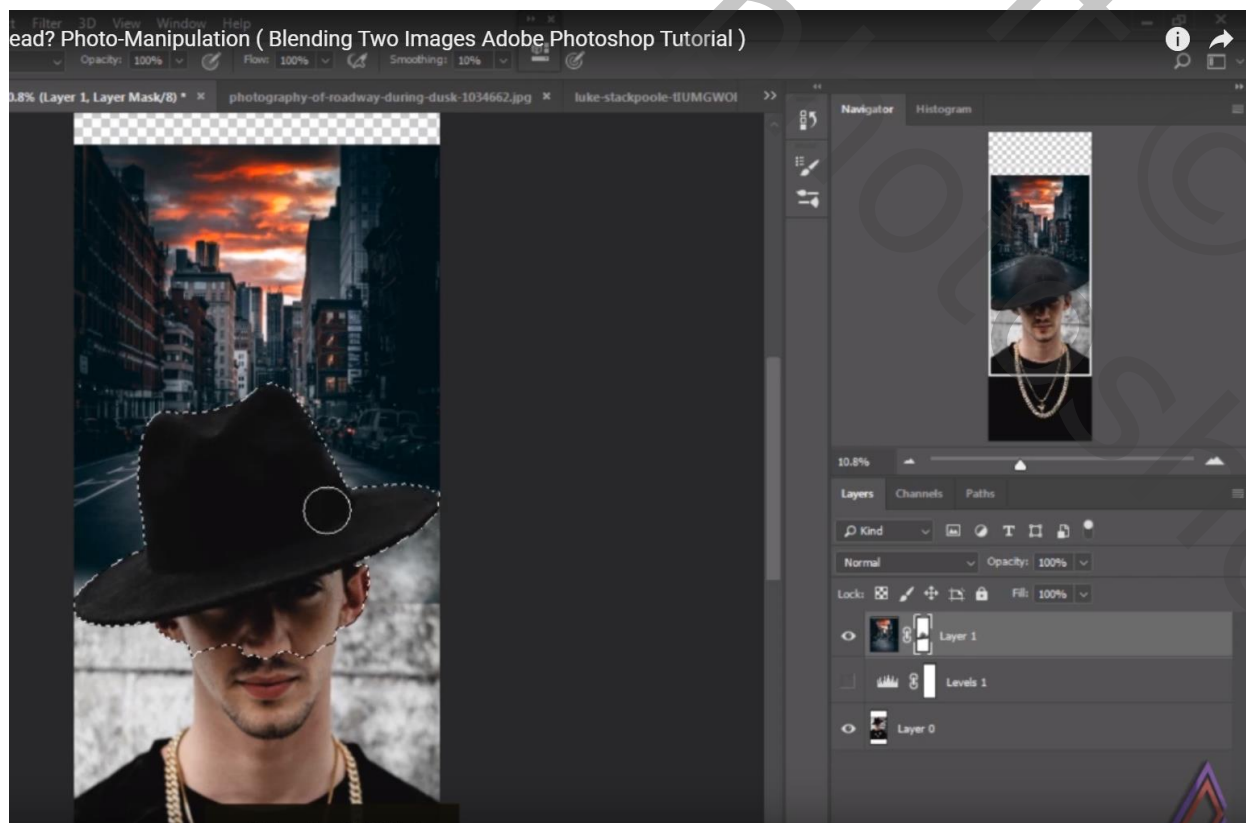 Filter 3D View Window Help
ead? Photo-Manipulation ( Blending Two Images Adobe Photoshop Tutorial )
Opacity: 100% Flow: 100% Smoothing: 10%
0.8% (Layer 1, Layer Mask/8) * × photography-of-roadway-during-dusk-1034662.jpg × luke-stackpoole-tIUMGWOI
Navigator Histogram
10.8%
Layers Channels Paths
Kind
Normal Opacity: 100%
Lock: Fill: 100%
Layer 1
Levels 1
Layer 0